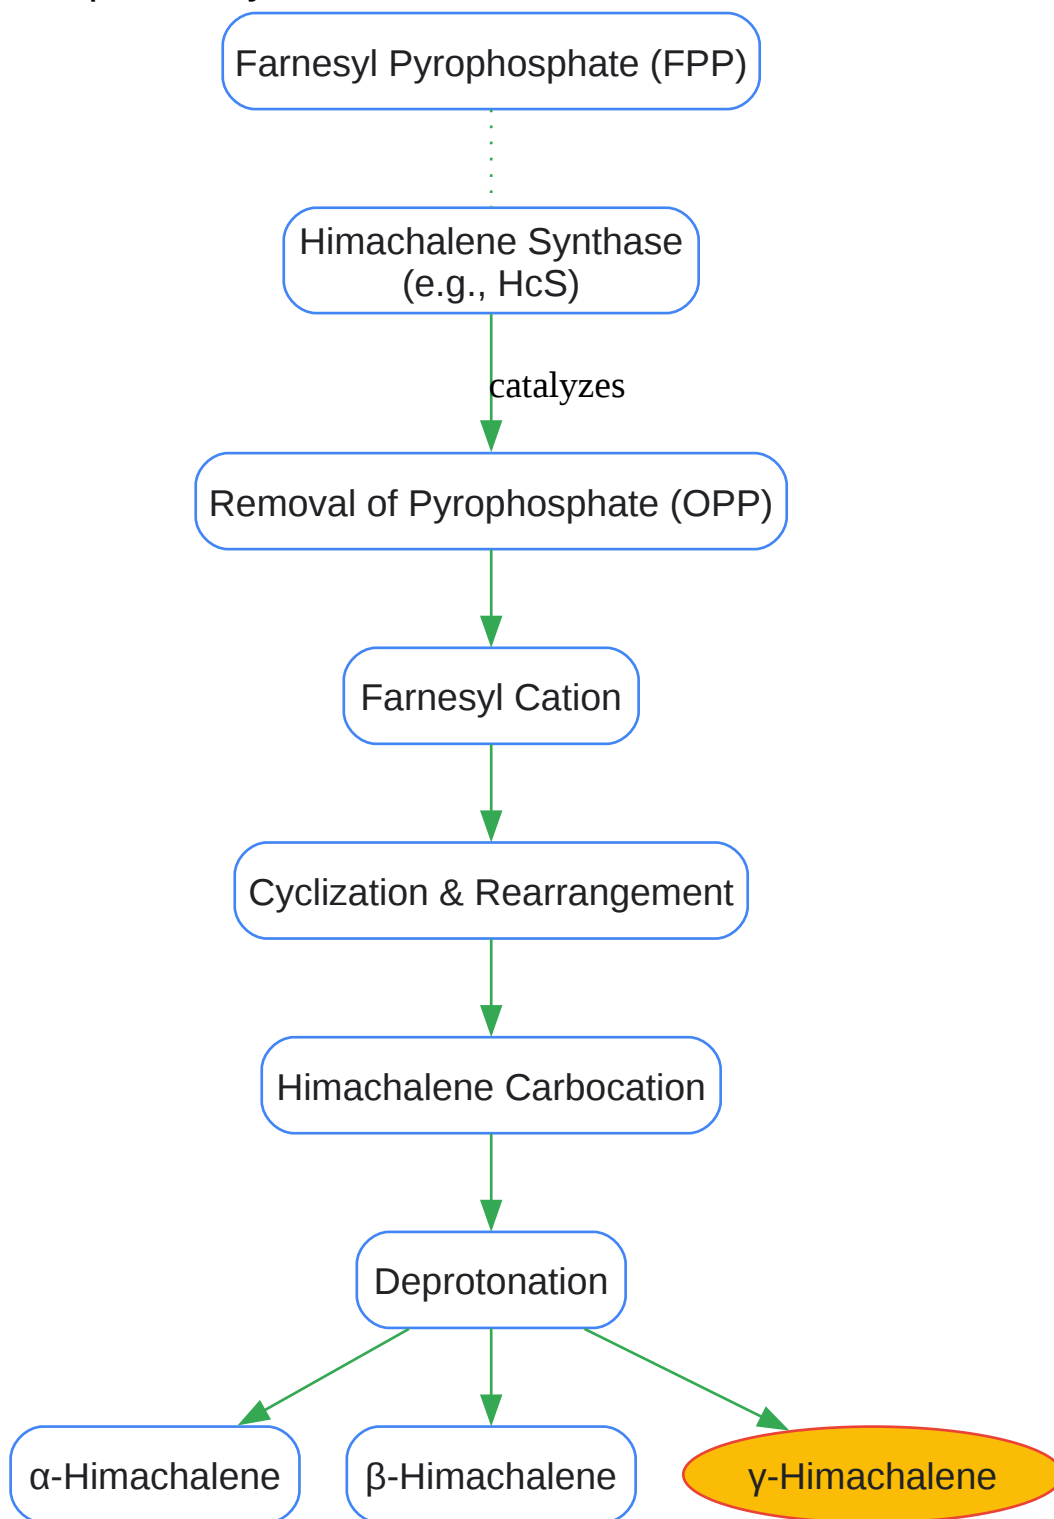 Farnesyl Pyrophosphate (FPP)
Himachalene Synthase
(e.g., HcS)
catalyzes
Removal of Pyrophosphate (OPP)
Farnesyl Cation
Cyclization & Rearrangement
Himachalene Carbocation
Deprotonation
α-Himachalene
β-Himachalene
γ-Himachalene